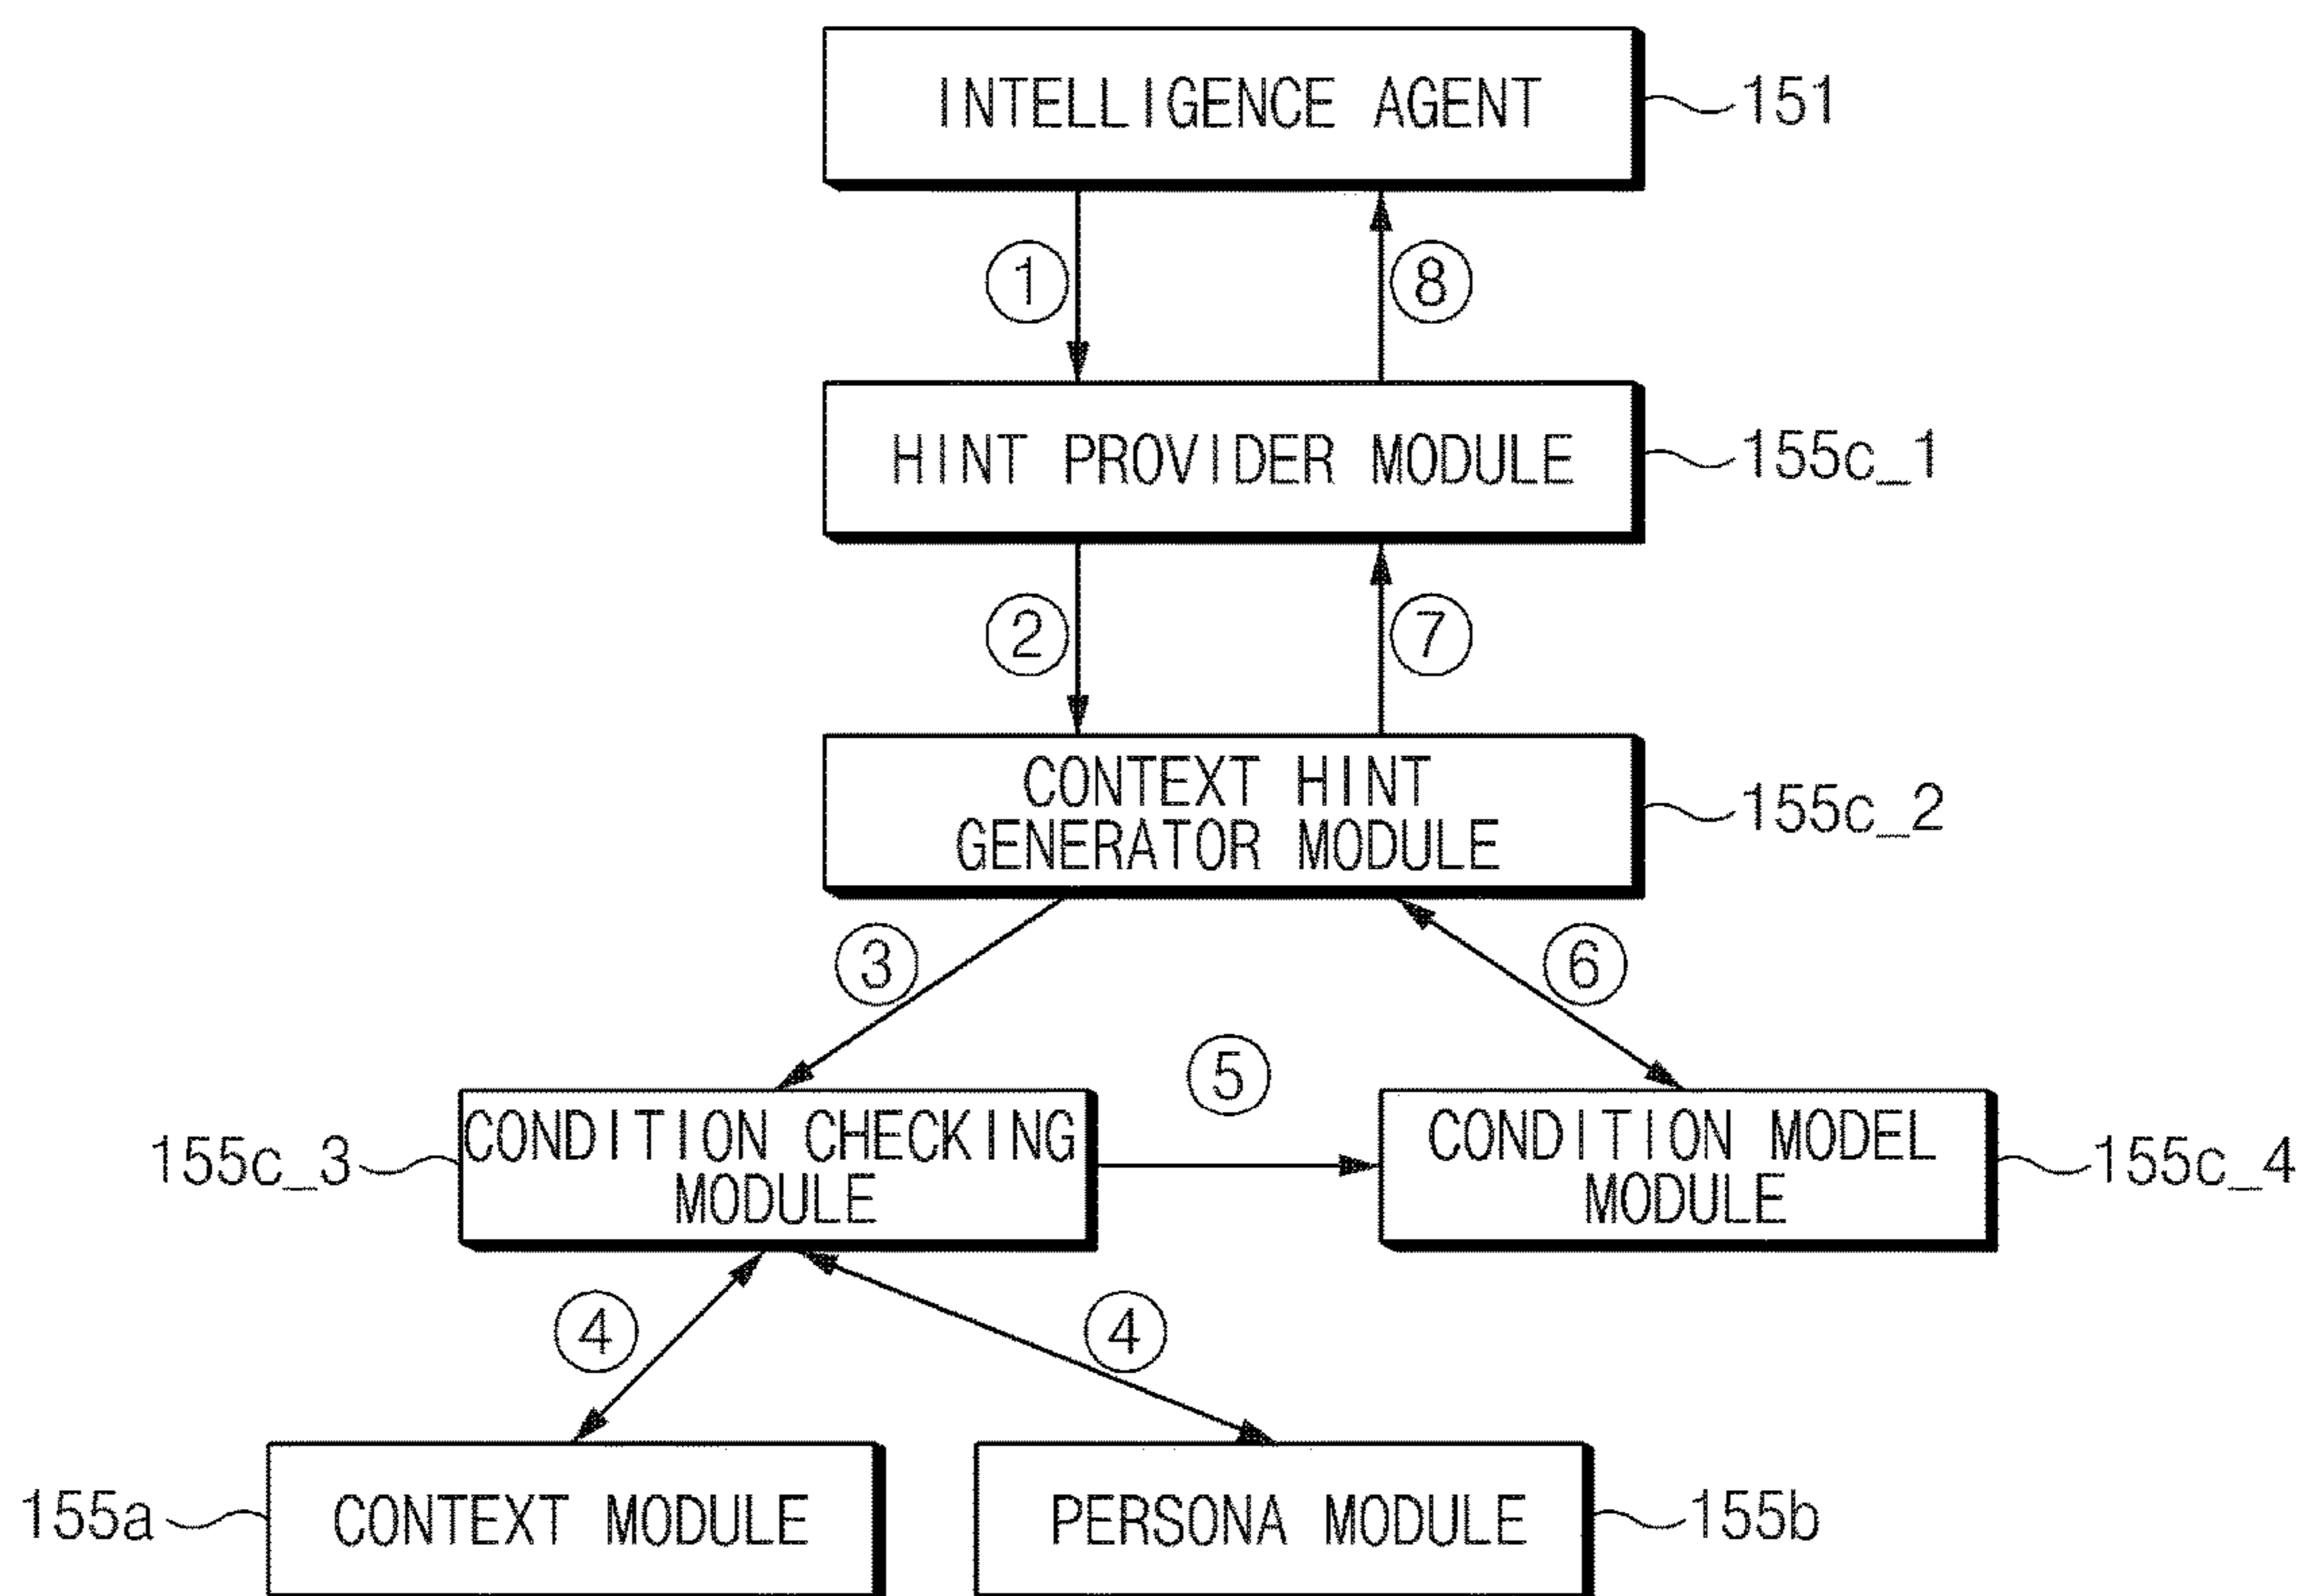 INTELLIGENCE AGENT
151
1
8
HINT PROVIDER MODULE
155c_1
2
7
CONTEXT HINT
GENERATOR MODULE
155c_2
3
6
5
155c_3
CONDITION CHECKING
MODULE
CONDITION MODEL
MODULE
155c_4
4
4
155a
CONTEXT MODULE
PERSONA MODULE
155b